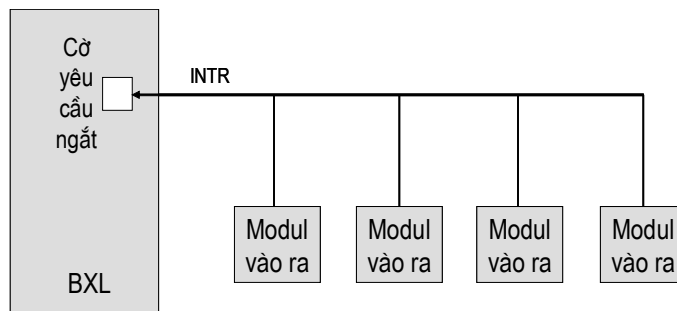 Cờ
yêu
cầu
ngắt
INTR
BXL
Modul
vào ra
Modul
vào ra
Modul
vào ra
Modul
vào ra